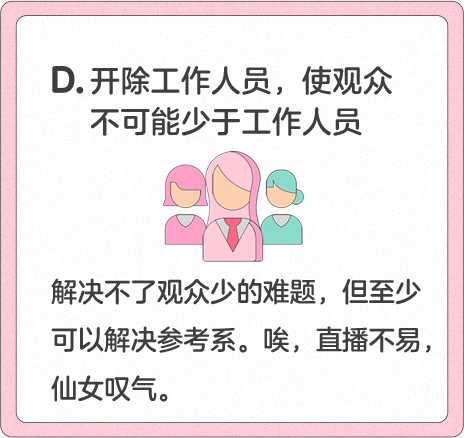 D. 开除工作人员，使观众
不可能少于工作人员
解决不了观众少的难题，但至少
可以解决参考系。唉，直播不易，
仙女叹气。